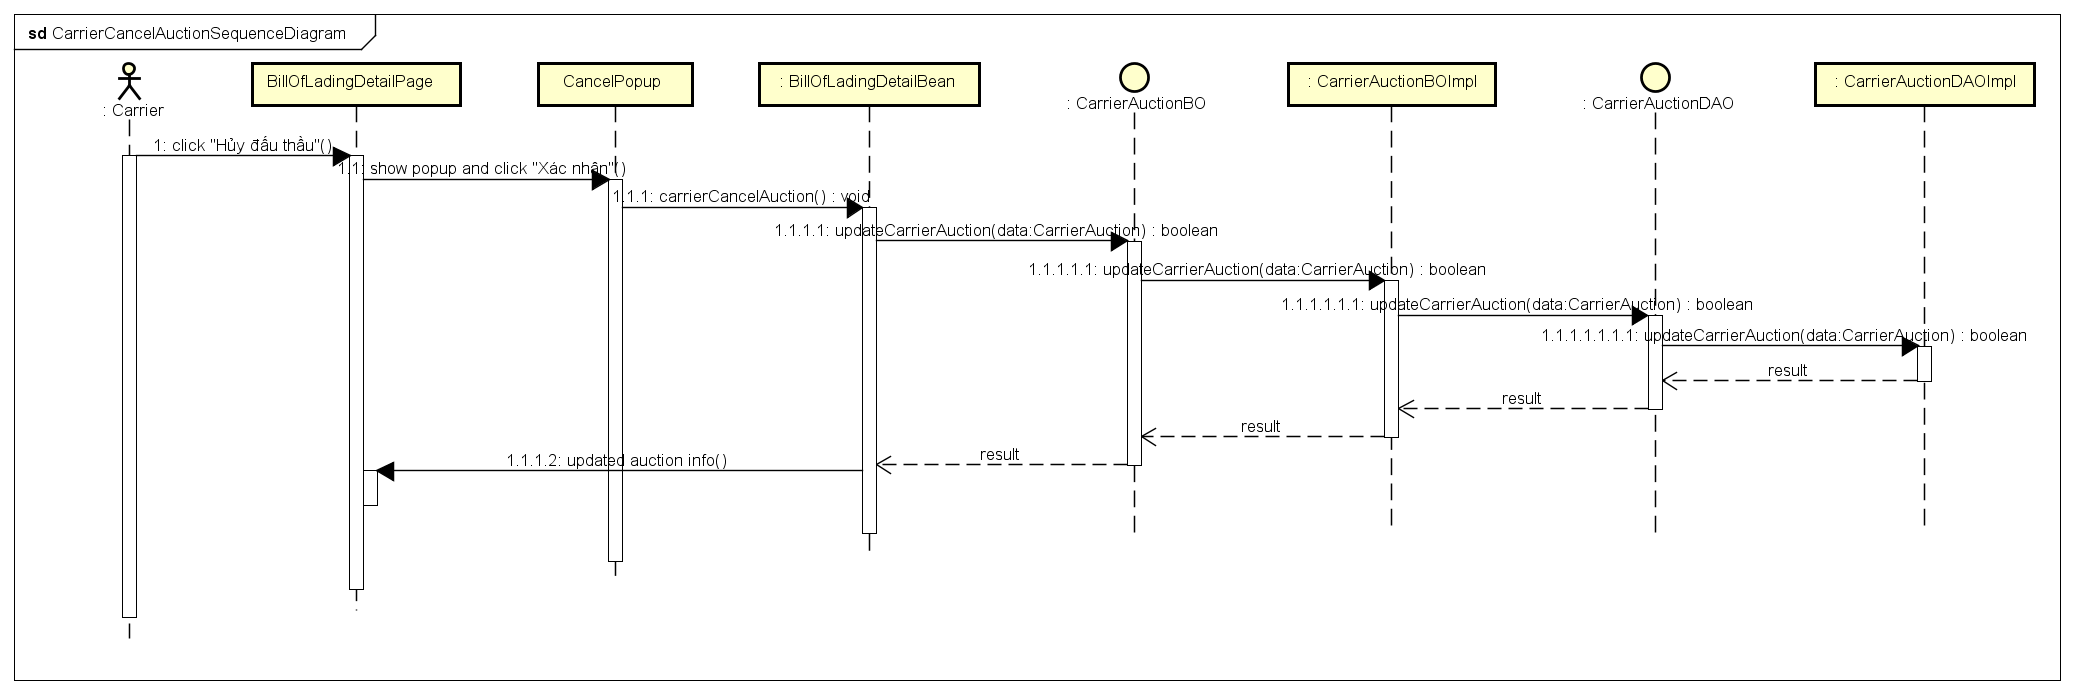 sd CarrierCancelAuctionSequenceDiagram
: Carrier
BillOfLadingDetailPage
CancelPopup
: BillOfLadingDetailBean
: CarrierAuctionBO
: CarrierAuctionBOImpl
: CarrierAuctionDAO
: CarrierAuctionDAOImpl
1: click "Hủy đấu thầu"()
1.1: show popup and click "Xác nhận"()
1.1.1: carrierCancelAuction() : void
1.1.1.1: updateCarrierAuction(data:CarrierAuction) : boolean
1.1.1.1.1: updateCarrierAuction(data:CarrierAuction) : boolean
1.1.1.1.1.1: updateCarrierAuction(data:CarrierAuction) : boolean
1.1.1.1.1.1.1: updateCarrierAuction(data:CarrierAuction) : boolean
result
result
result
result
1.1.1.2: updated auction info()